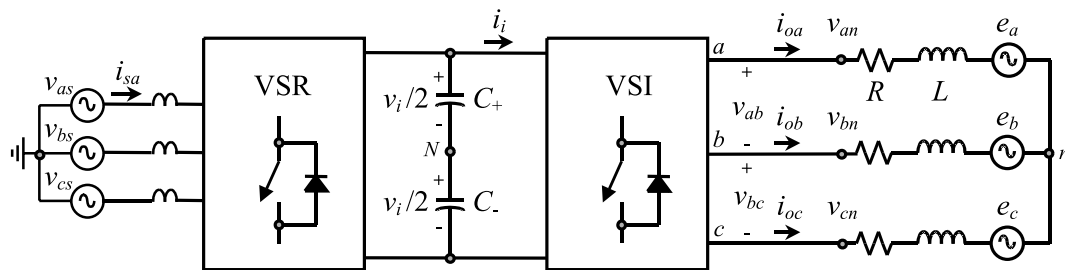 i_i
a
i_oa
v_an
e_a
v_as
i_sa
VSR
+
v_i/2
C_+
-
VSI
+
R
L
v_ab
v_bs
N
b
-
i_ob
v_bn
e_b
n
+
v_cs
+
v_i/2
C_-
-
v_bc
c
-
i_oc
v_cn
e_c